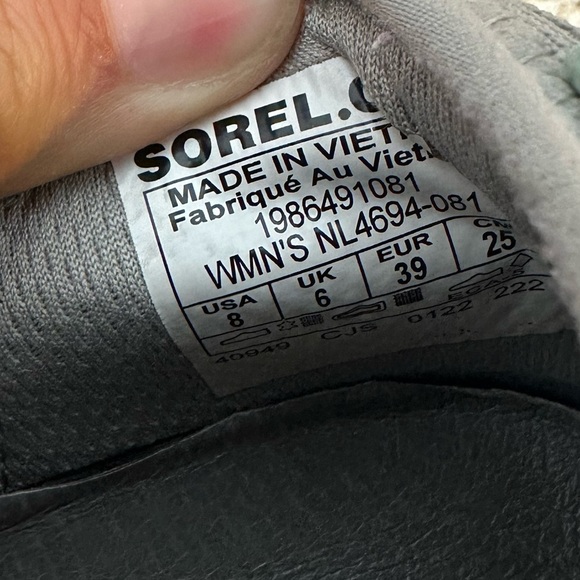 SOREL.
MADE IN VIET
Fabriqué Au Viet
1986491081
WMN'S NL4694-081
USA UK EUR CM
8 6 39 25
40949 CJS 0122 222